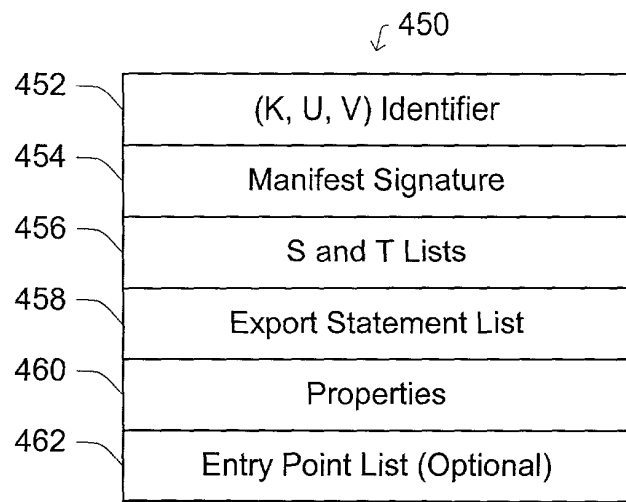 450
452
(K, U, V) Identifier
454
Manifest Signature
456
S and T Lists
458
Export Statement List
460
Properties
462
Entry Point List (Optional)